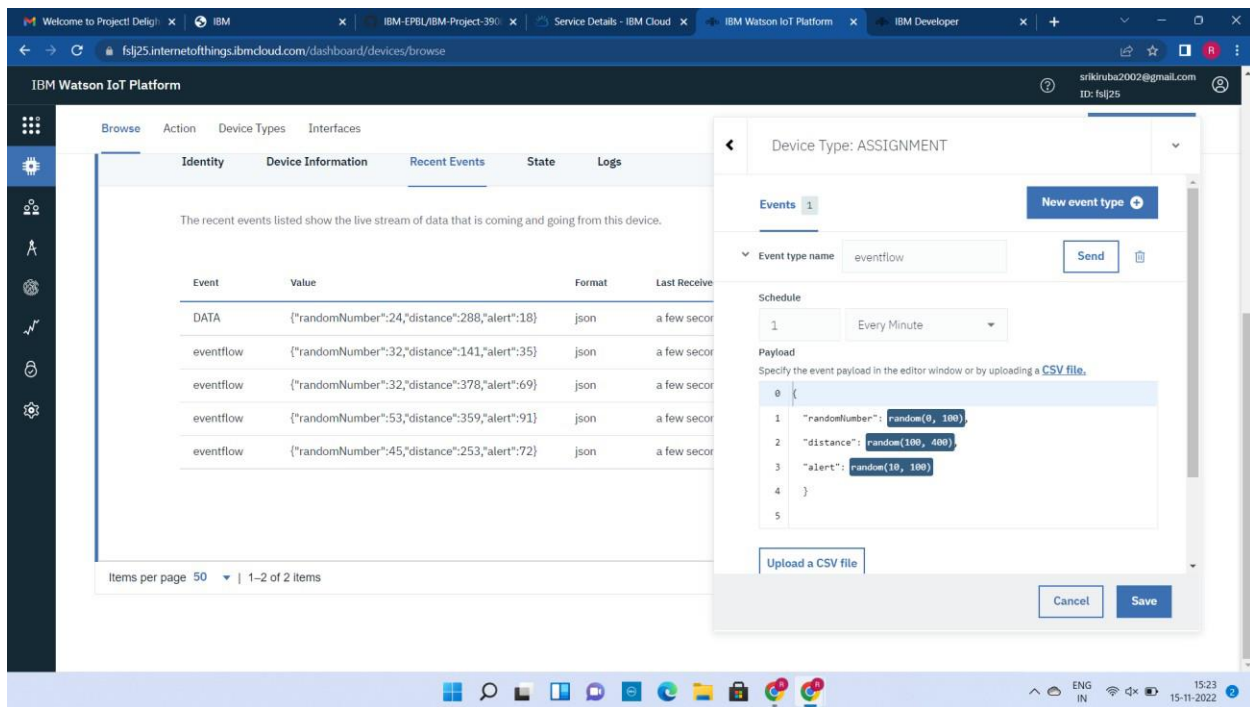 Welcome to Project! Deligh
IBM
IBM-EPBL/IBM-Project-390
Service Details - IBM Cloud
IBM Watson IoT Platform
IBM Developer
fslj25.internetofthings.ibmcloud.com/dashboard/devices/browse
R
IBM Watson IoT Platform
srikiruba2002@gmail.com
ID: fslj25
Browse Action Device Types Interfaces
Identity Device Information Recent Events State Logs
The recent events listed show the live stream of data that is coming and going from this device.
Event Value Format Last Receive
DATA {"randomNumber":24,"distance":288,"alert":18} json a few secor
eventflow {"randomNumber":32,"distance":141,"alert":35} json a few secor
eventflow {"randomNumber":32,"distance":378,"alert":69} json a few secor
eventflow {"randomNumber":53,"distance":359,"alert":91} json a few secor
eventflow {"randomNumber":45,"distance":253,"alert":72} json a few secor
Items per page 50 | 1–2 of 2 items
Device Type: ASSIGNMENT
Events 1
New event type
Event type name eventflow Send
Schedule
1 Every Minute
Payload
Specify the event payload in the editor window or by uploading a CSV file.
0 {
1 "randomNumber": random(0, 100),
2 "distance": random(100, 400),
3 "alert": random(10, 100)
4 }
5
Upload a CSV file
Cancel Save
ENG
IN
15:23
15-11-2022
2